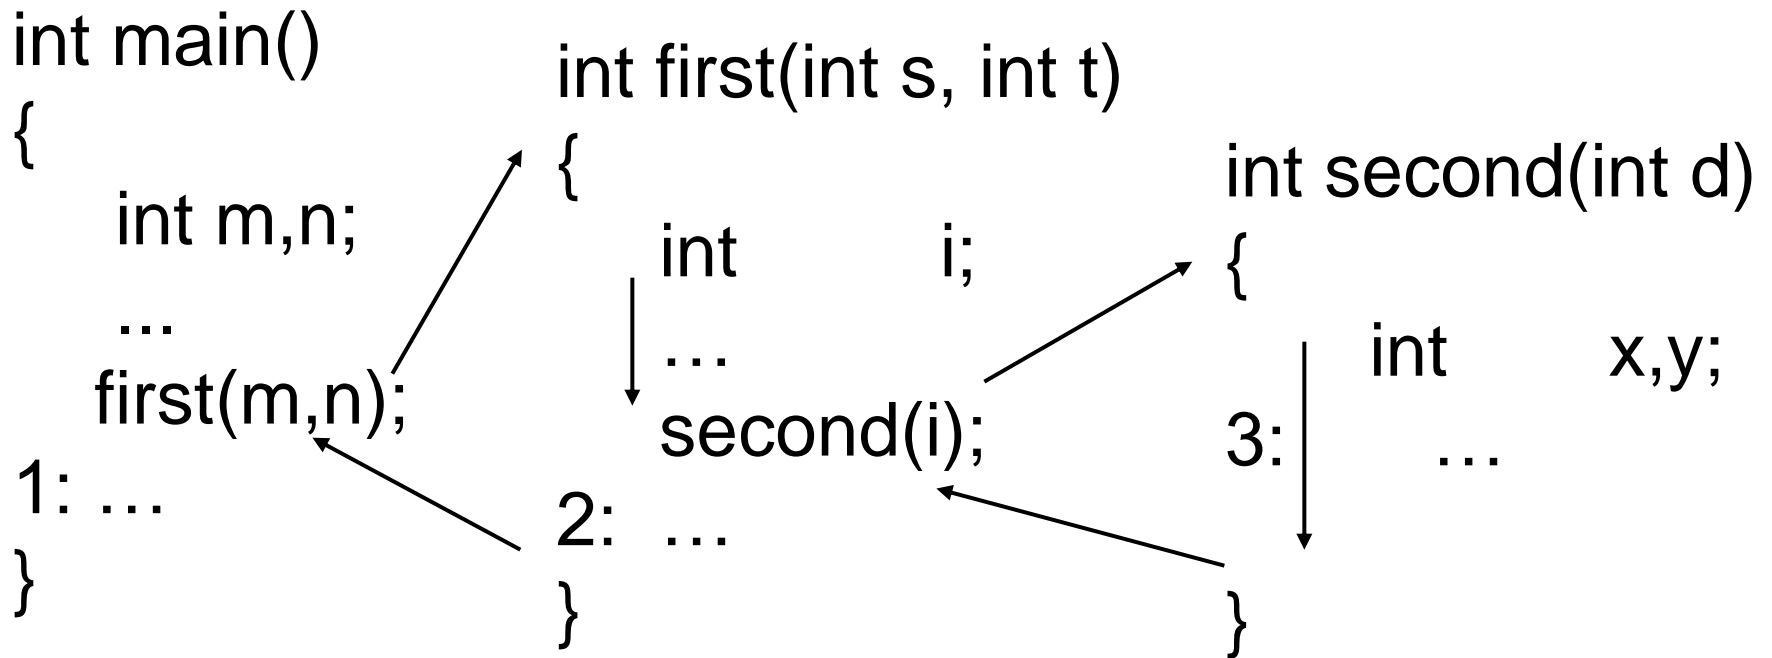 int main()
{
int m,n;
...
first(m,n);
1: …
}
int first(int s, int t)
{
int i;
…
second(i);
2: …
}
int second(int d)
{
int x,y;
3: …
}